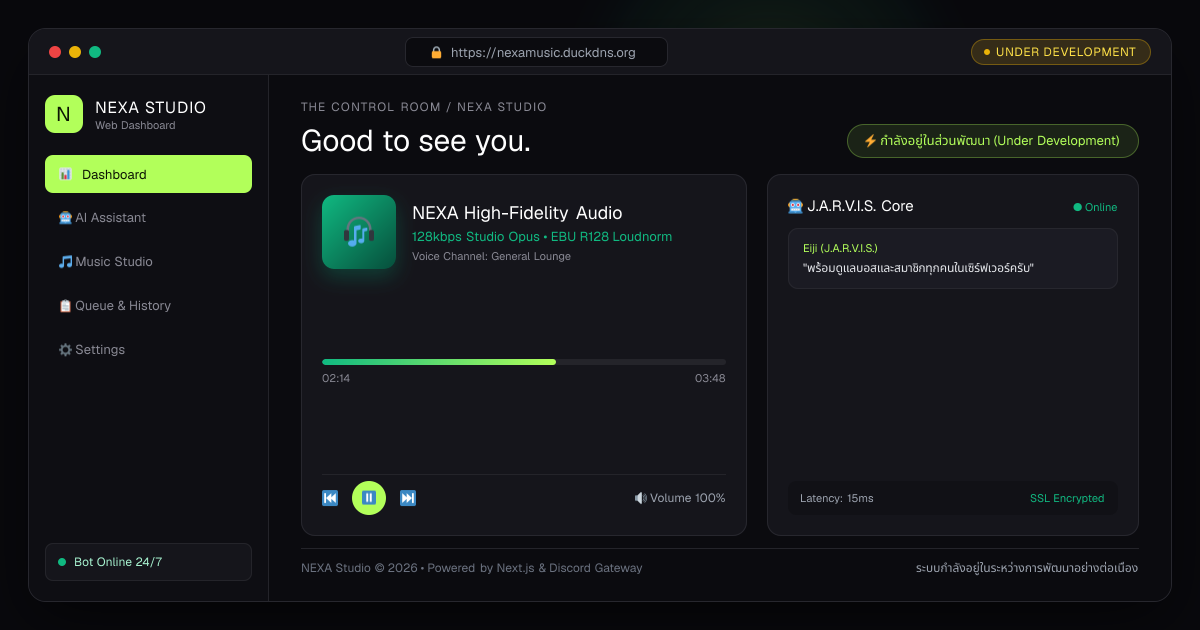 https://nexamusic.duckdns.org
UNDER DEVELOPMENT
N
NEXA STUDIO
Web Dashboard
Dashboard
AI Assistant
Music Studio
Queue & History
Settings
Bot Online 24/7
THE CONTROL ROOM / NEXA STUDIO
Good to see you.
⚡กำลังอยู่ในส่วนพัฒนา (Under Development)
NEXA High-Fidelity Audio
128kbps Studio Opus • EBU R128 Loudnorm
Voice Channel: General Lounge
02:14
03:48
Volume 100%
J.A.R.V.I.S. Core
Online
Eiji (J.A.R.V.I.S.)
"พร้อมดูแลบอสและสมาชิกทุกคนในเซิร์ฟเวอร์ครับ"
Latency: 15ms
SSL Encrypted
NEXA Studio © 2026 • Powered by Next.js & Discord Gateway
ระบบกำลังอยู่ในระหว่างการพัฒนาอย่างต่อเนื่อง